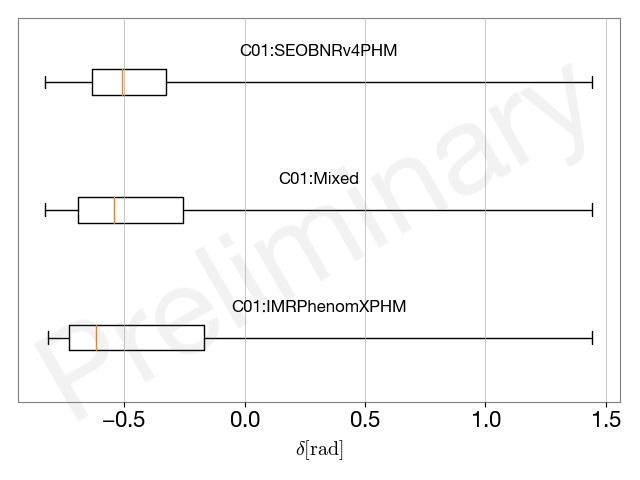 C01:SEOBNRv4PHM
C01:Mixed
C01:IMRPhenomXPHM
Preliminary
−0.5 0.0 0.5 1.0 1.5
δ[rad]